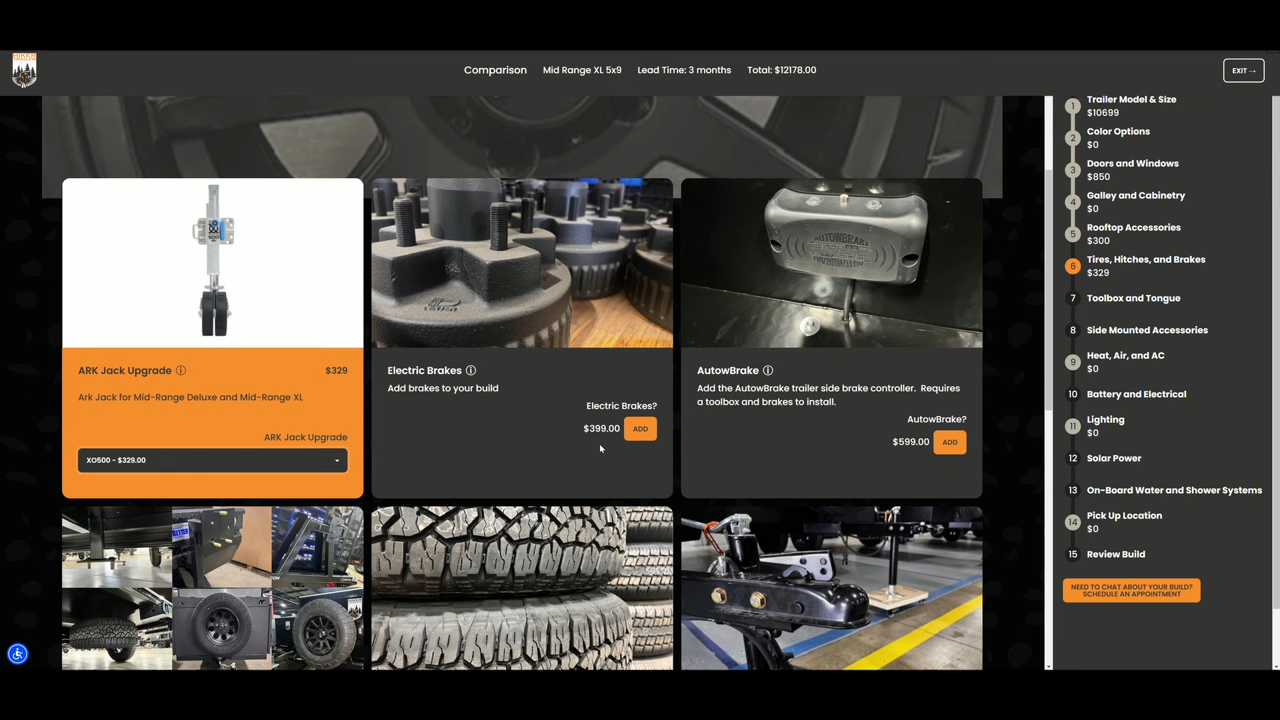 HIKER
TRAILER
Comparison
Mid Range XL 5x9
Lead Time: 3 months
Total: $12178.00
EXIT →
ARK Jack Upgrade ⓘ
$329
Ark Jack for Mid-Range Deluxe and Mid-Range XL
ARK Jack Upgrade
XO500 - $329.00
Electric Brakes ⓘ
Add brakes to your build
Electric Brakes?
$399.00 ADD
AUTOWBRAKE
AutowBrake ⓘ
Add the AutowBrake trailer side brake controller. Requires
a toolbox and brakes to install.
AutowBrake?
$599.00 ADD
1 Trailer Model & Size
$10699
2 Color Options
$0
3 Doors and Windows
$850
4 Galley and Cabinetry
$0
5 Rooftop Accessories
$300
6 Tires, Hitches, and Brakes
$329
7 Toolbox and Tongue
8 Side Mounted Accessories
9 Heat, Air, and AC
$0
10 Battery and Electrical
11 Lighting
$0
12 Solar Power
13 On-Board Water and Shower Systems
14 Pick Up Location
$0
15 Review Build
NEED TO CHAT ABOUT YOUR BUILD?
SCHEDULE AN APPOINTMENT